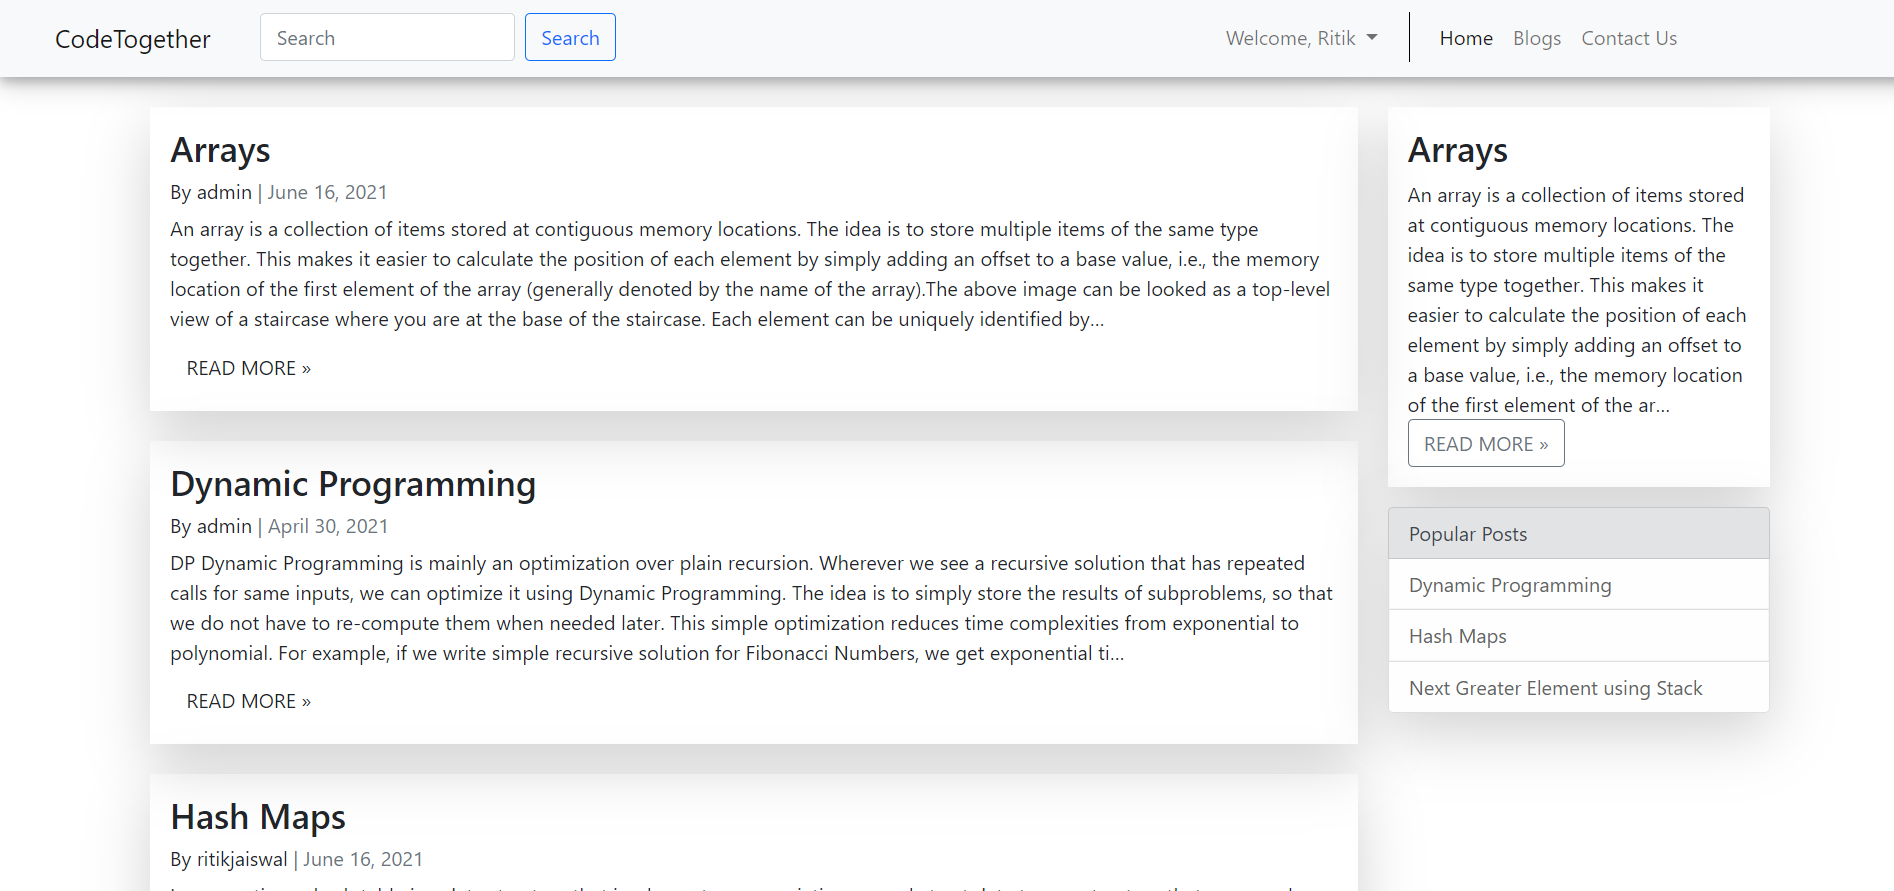 CodeTogether
Search
Search
Welcome, Ritik
Home
Blogs
Contact Us
Arrays
By admin | June 16, 2021
An array is a collection of items stored at contiguous memory locations. The idea is to store multiple items of the same type
together. This makes it easier to calculate the position of each element by simply adding an offset to a base value, i.e., the memory
location of the first element of the array (generally denoted by the name of the array).The above image can be looked as a top-level
view of a staircase where you are at the base of the staircase. Each element can be uniquely identified by...
READ MORE »
Dynamic Programming
By admin | April 30, 2021
DP Dynamic Programming is mainly an optimization over plain recursion. Wherever we see a recursive solution that has repeated
calls for same inputs, we can optimize it using Dynamic Programming. The idea is to simply store the results of subproblems, so that
we do not have to re-compute them when needed later. This simple optimization reduces time complexities from exponential to
polynomial. For example, if we write simple recursive solution for Fibonacci Numbers, we get exponential ti...
READ MORE »
Hash Maps
By ritikjaiswal | June 16, 2021
Arrays
An array is a collection of items stored
at contiguous memory locations. The
idea is to store multiple items of the
same type together. This makes it
easier to calculate the position of each
element by simply adding an offset to
a base value, i.e., the memory location
of the first element of the ar...
READ MORE »
Popular Posts
Dynamic Programming
Hash Maps
Next Greater Element using Stack